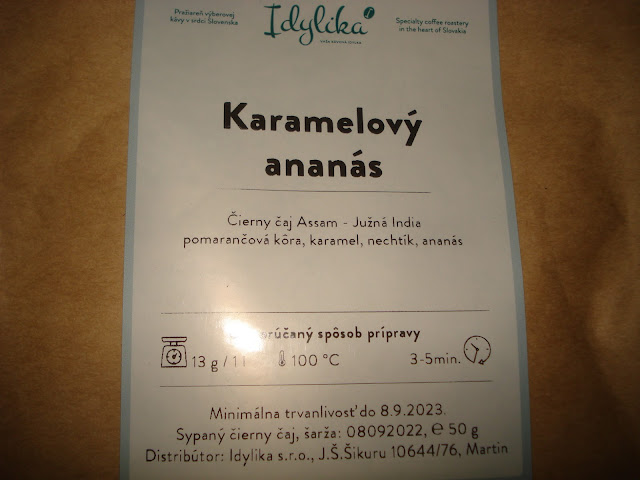 Pražiareň výberovej
kávy v srdci Slovenska
Idylika
Specialty coffee roastery
in the heart of Slovakia
Karamelový
ananás
Čierny čaj Assam - Južná India
pomarančová kôra, karamel, nechtík, ananás
spôsob prípravy
13 g / 1 l
100 °C
3-5min.
Minimálna trvanlivosť do 8.9.2023.
Sypaný čierny čaj, šarža: 08092022, ℮ 50 g
Distribútor: Idylika s.r.o., J.Š.Šikuru 10644/76, Martin